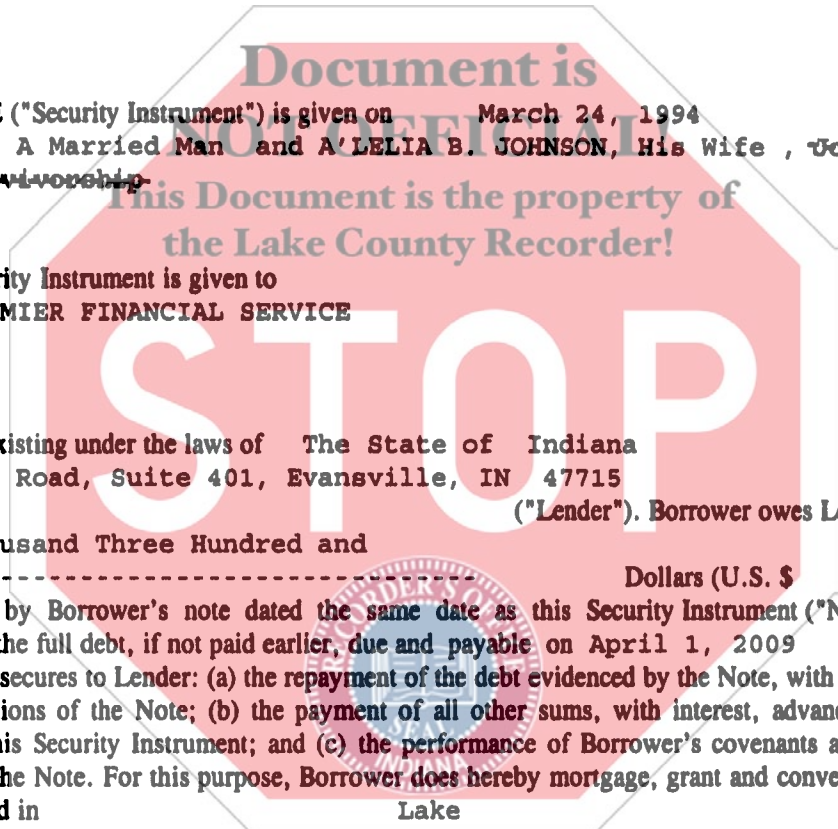 Document is
NOT OFFICIAL!
This Document is the property of
the Lake County Recorder!
STOP
("Security Instrument") is given on March 24, 1994
A Married Man and A'LELIA B. JOHNSON, His Wife ,
vivorship
rity Instrument is given to
MIER FINANCIAL SERVICE
xisting under the laws of The State of Indiana
Road, Suite 401, Evansville, IN 47715
("Lender"). Borrower owes L
usand Three Hundred and
----------------------------------- Dollars (U.S. $
by Borrower's note dated the same date as this Security Instrument ("N
he full debt, if not paid earlier, due and payable on April 1, 2009
secures to Lender: (a) the repayment of the debt evidenced by the Note, with
ions of the Note; (b) the payment of all other sums, with interest, advanc
is Security Instrument; and (c) the performance of Borrower's covenants a
he Note. For this purpose, Borrower does hereby mortgage, grant and conve
d in Lake
SEAL
INDIANA